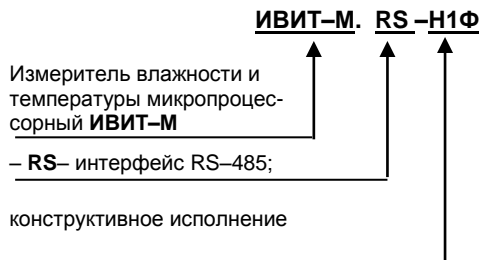 ИВИТ–М. RS –Н1Ф
Измеритель влажности и
температуры микропроцес-
сорный ИВИТ–М
– RS– интерфейс RS–485;
конструктивное исполнение